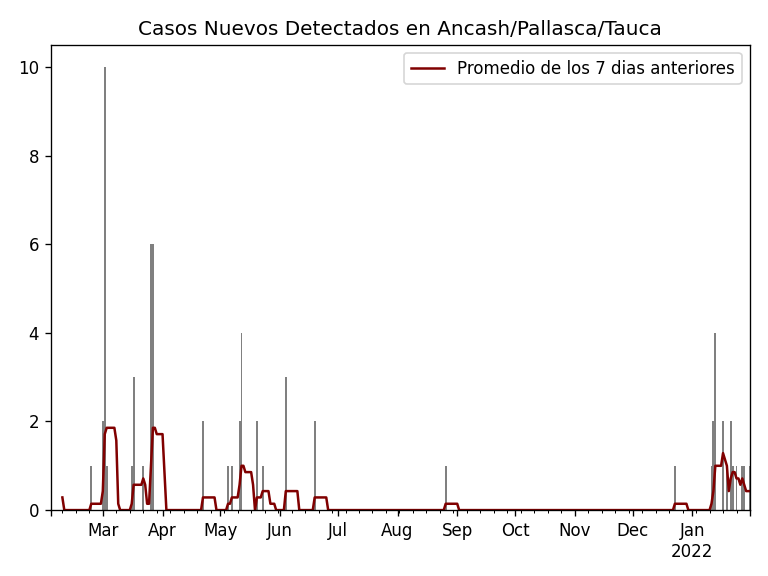 Casos Nuevos Detectados en Ancash/Pallasca/Tauca
Promedio de los 7 dias anteriores
10
8
6
4
2
0
Mar Apr May Jun Jul Aug Sep Oct Nov Dec Jan
2022